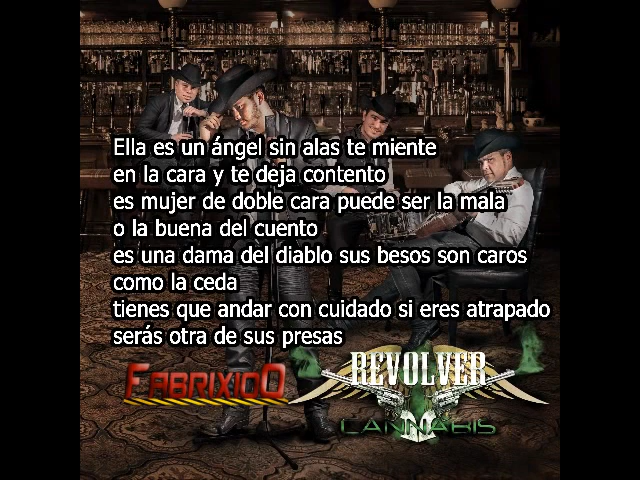 Ella es un ángel sin alas te miente
en la cara y te deja contento
es mujer de doble cara puede ser la mala
o la buena del cuento
es una dama del diablo sus besos son caros
como la ceda
tienes que andar con cuidado si eres atrapado
serás otra de sus presas
FABRIXIOO
REVOLVER
CANNABIS